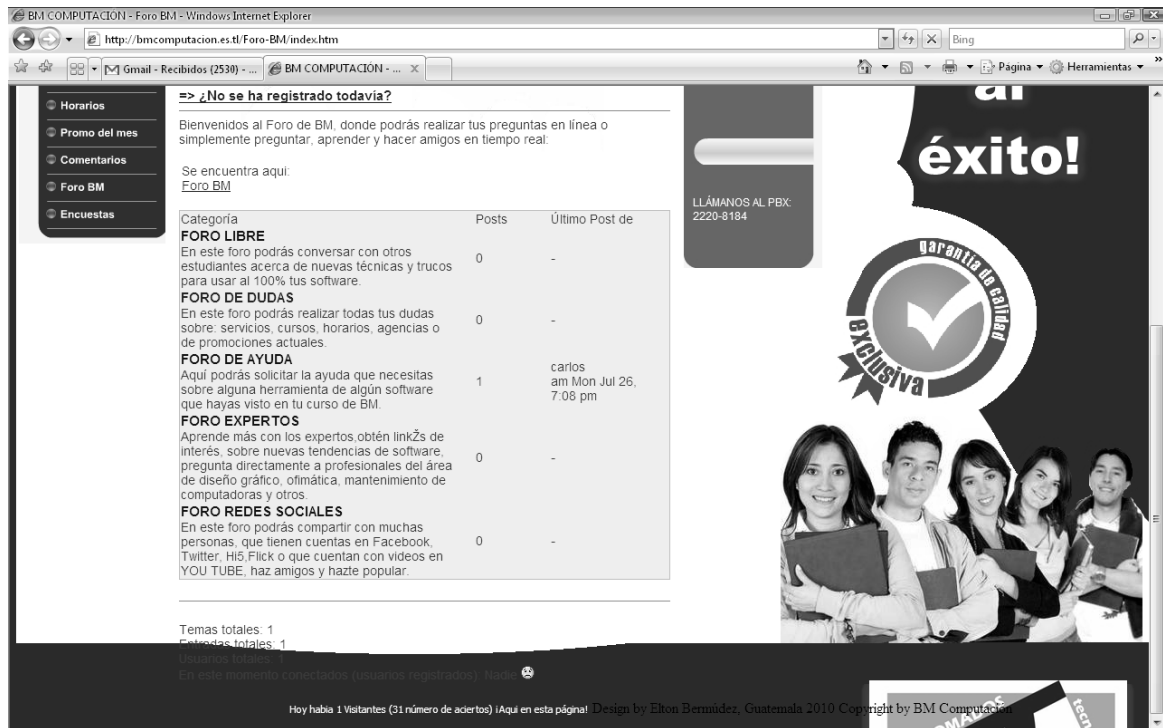 BM COMPUTACIÓN - Foro BM - Windows Internet Explorer
http://bmcomputacion.es.tl/Foro-BM/index.htm
Bing
Gmail - Recibidos (2530) - ...
BM COMPUTACIÓN - ...
Página
Herramientas
Horarios
Promo del mes
Comentarios
Foro BM
Encuestas
=> ¿No se ha registrado todavía?
Bienvenidos al Foro de BM, donde podrás realizar tus preguntas en línea o
simplemente preguntar, aprender y hacer amigos en tiempo real:
Se encuentra aqui:
Foro BM
Categoría Posts Último Post de
FORO LIBRE
En este foro podrás conversar con otros
estudiantes acerca de nuevas técnicas y trucos
para usar al 100% tus software.
0 -
FORO DE DUDAS
En este foro podrás realizar todas tus dudas
sobre: servicios, cursos, horarios, agencias o
de promociones actuales.
0 -
FORO DE AYUDA
Aquí podrás solicitar la ayuda que necesitas
sobre alguna herramienta de algún software
que hayas visto en tu curso de BM.
1
carlos
am Mon Jul 26,
7:08 pm
FORO EXPERTOS
Aprende más con los expertos,obtén linkŽs de
interés, sobre nuevas tendencias de software,
pregunta directamente a profesionales del área
de diseño gráfico, ofimática, mantenimiento de
computadoras y otros.
0 -
FORO REDES SOCIALES
En este foro podrás compartir con muchas
personas, que tienen cuentas en Facebook,
Twitter, Hi5,Flick o que cuentan con videos en
YOU TUBE, haz amigos y hazte popular.
0 -
Temas totales: 1
Entradas totales: 1
Usuarios totales: 1
En este momento conectados (usuarios registrados): Nadie
LLÁMANOS AL PBX:
2220-8184
al
éxito!
garantia de calidad
exclusiva
Hoy habia 1 Visitantes (31 número de aciertos) ¡Aqui en esta página! Design by Elton Bermúdez, Guatemala 2010 Copyright by BM Computación